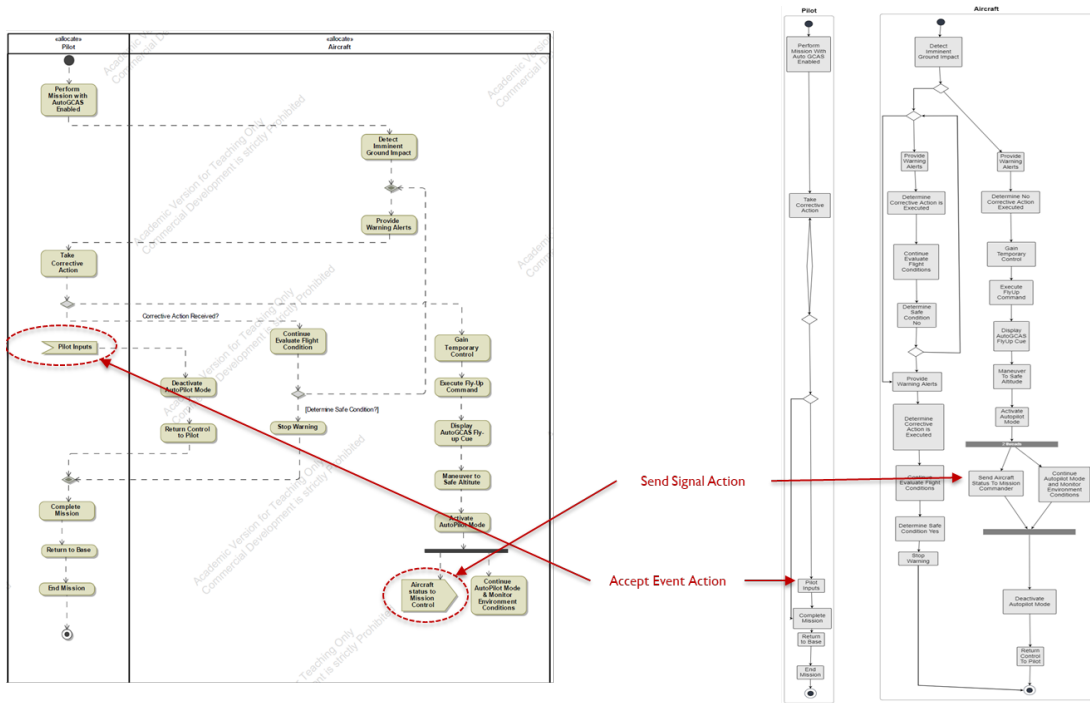 «allocate»
Pilot
«allocate»
Aircraft
Perform
Mission with
AutoGCAS
Enabled
Detect
Imminent
Ground Impact
Provide
Warning Alerts
Take
Corrective
Action
Corrective Action Received?
Pilot Inputs
Continue
Evaluate Flight
Condition
Gain
Temporary
Control
Deactivate
AutoPilot Mode
Execute Fly-Up
Command
[Determine Safe Condition?]
Return Control
to Pilot
Stop Warning
Display
AutoGCAS Fly-
up Cue
Maneuver to
Safe Altitute
Complete
Mission
Activate
AutoPilot Mode
Return to Base
End Mission
Aircraft
status to
Mission
Control
Continue
AutoPilot Mode
& Monitor
Environment
Conditions
Academic Version for Teaching Only
Commercial Development is strictly Prohibited
Send Signal Action
Accept Event Action
Pilot
Perform
Mission With
Auto GCAS
Enabled
Take
Corrective
Action
Pilot
Inputs
Complete
Mission
Return
to Base
End
Mission
Aircraft
Detect
Imminent
Ground Impact
Provide
Warning
Alerts
Determine
Corrective Action is
Executed
Continue
Evaluate
Flight
Conditions
Determine
Safe
Condition
No
Provide
Warning Alerts
Determine
Corrective
Action is
Executed
Continue
Evaluate Flight
Conditions
Determine Safe
Condition Yes
Stop
Warning
Provide
Warning
Alerts
Determine No
Corrective Action
Executed
Gain
Temporary
Control
Execute
FlyUp
Command
Display
AutoGCAS
FlyUp Cue
Maneuver
To Safe
Altitude
Activate
Autopilot
Mode
Send Aircraft
Status To Mission
Commander
Continue
Autopilot Mode
and Monitor
Environment
Conditions
Deactivate
Autopilot Mode
Return
Control
To Pilot